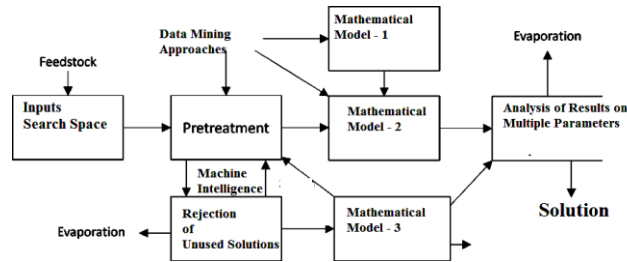 Mathematical
Model - 1
Data Mining
Approaches
Evaporation
Feedstock
Inputs
Search Space
Pretreatment
Mathematical
Model - 2
Analysis of Results on
Multiple Parameters
Machine
Intelligence
Rejection
of
Unused Solutions
Evaporation
Mathematical
Model - 3
Solution